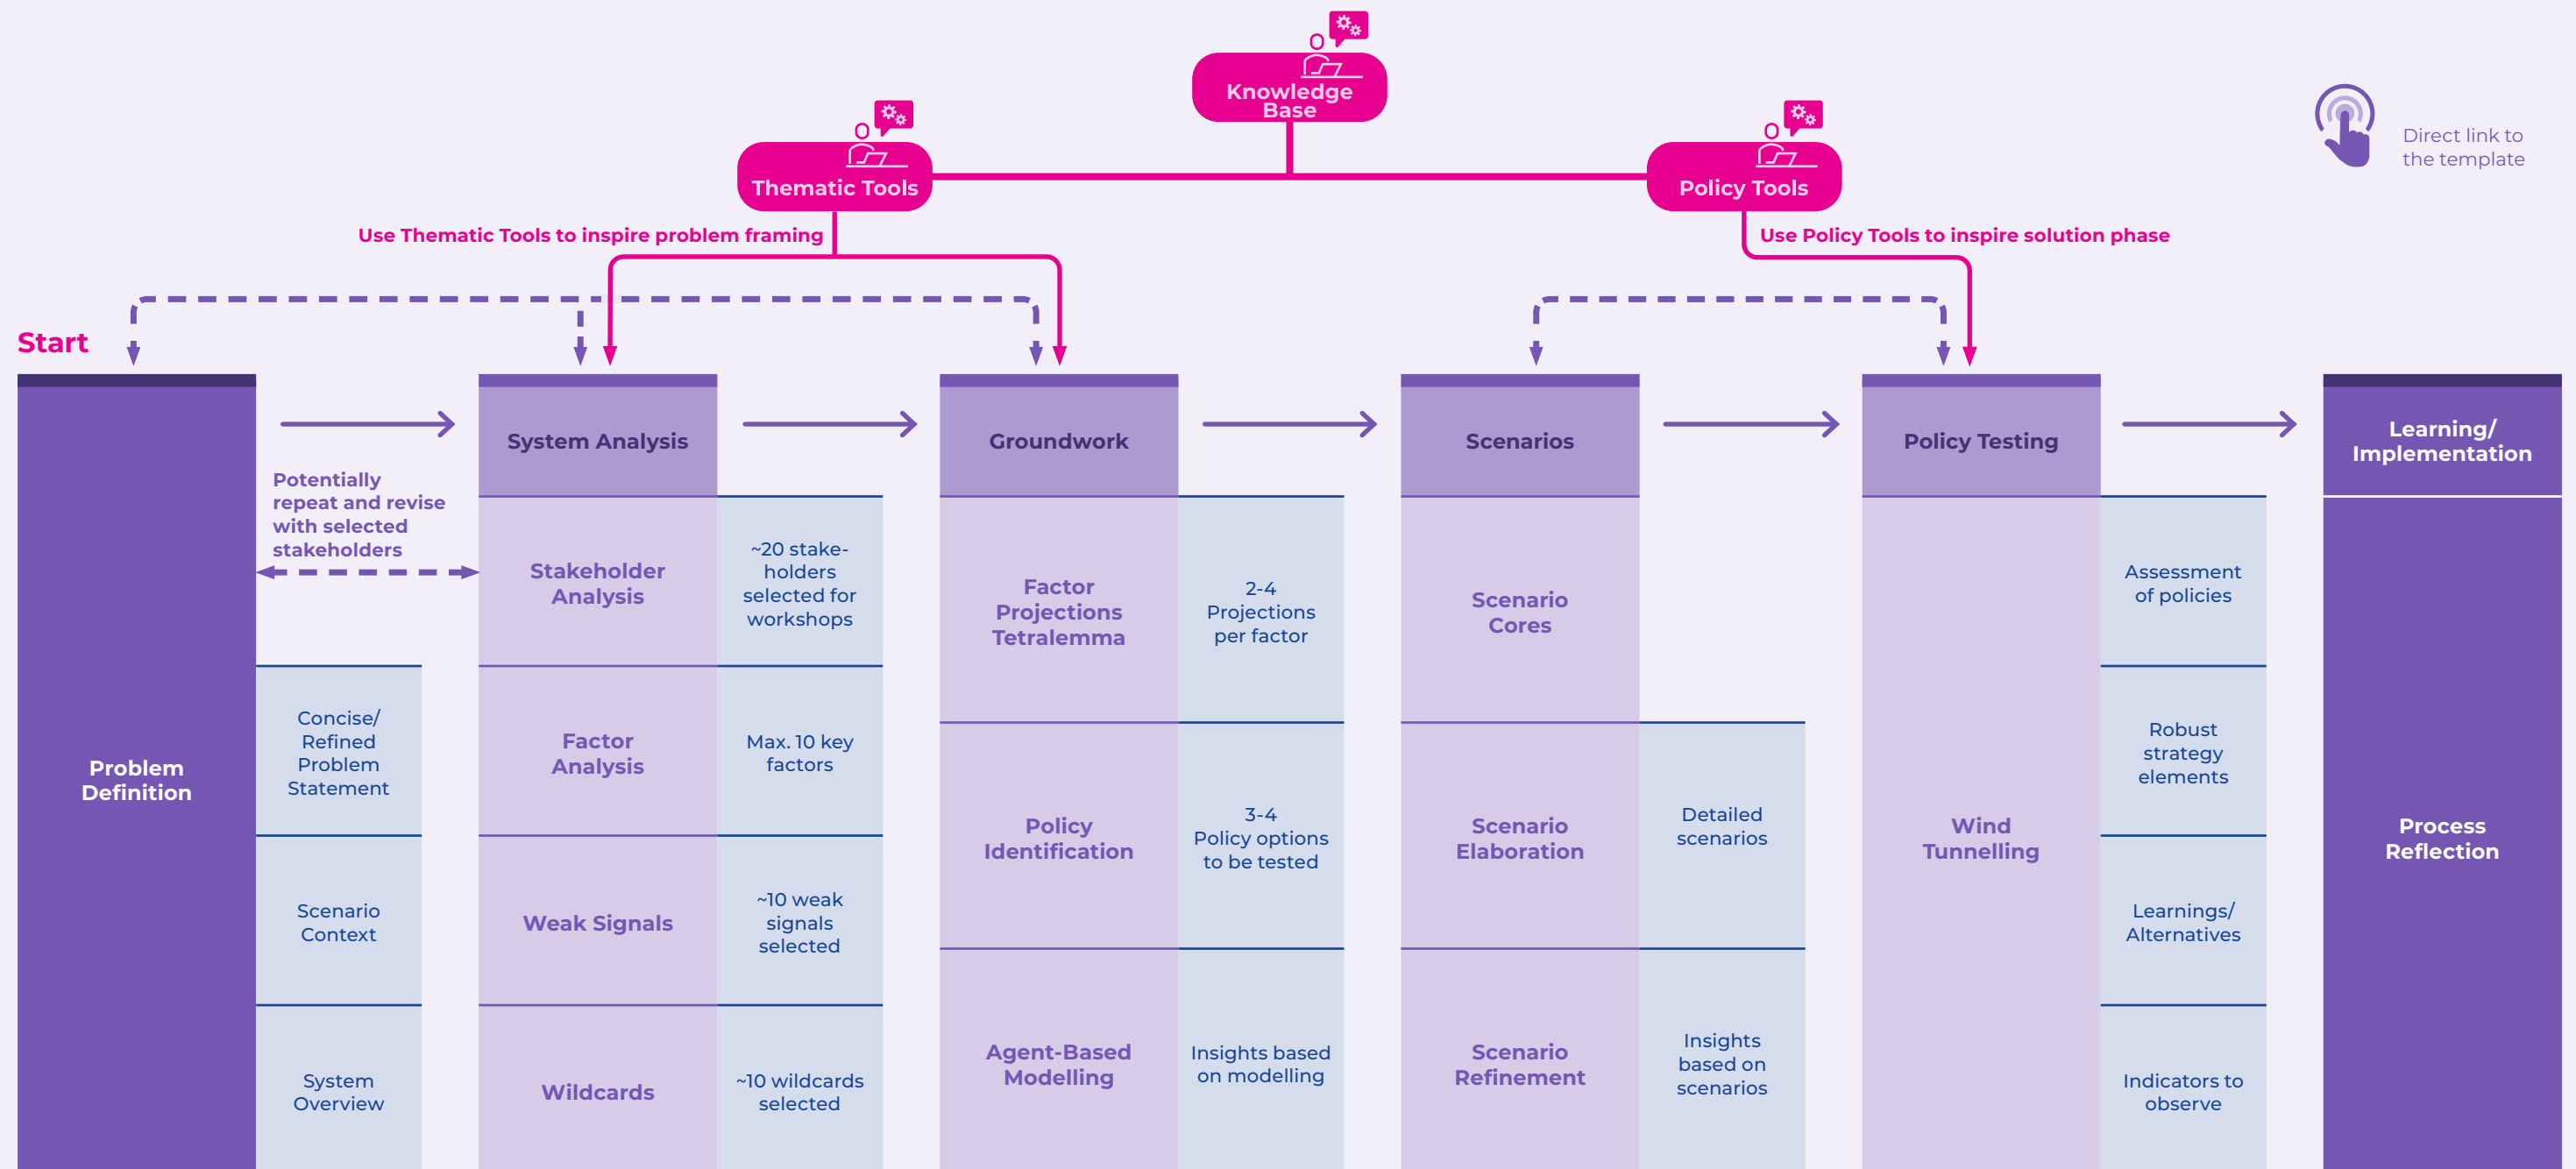 Knowledge
Base
Thematic Tools
Policy Tools
Direct link to
the template
Use Thematic Tools to inspire problem framing
Use Policy Tools to inspire solution phase
Start
Problem
Definition
Potentially
repeat and revise
with selected
stakeholders
Concise/
Refined
Problem
Statement
Scenario
Context
System
Overview
System Analysis
Stakeholder
Analysis
~20 stake-
holders
selected for
workshops
Factor
Analysis
Max. 10 key
factors
Weak Signals
~10 weak
signals
selected
Wildcards
~10 wildcards
selected
Groundwork
Factor
Projections
Tetralemma
2-4
Projections
per factor
Policy
Identification
3-4
Policy options
to be tested
Agent-Based
Modelling
Insights based
on modelling
Scenarios
Scenario
Cores
Scenario
Elaboration
Detailed
scenarios
Scenario
Refinement
Insights
based on
scenarios
Policy Testing
Wind
Tunnelling
Assessment
of policies
Robust
strategy
elements
Learnings/
Alternatives
Indicators to
observe
Learning/
Implementation
Process
Reflection